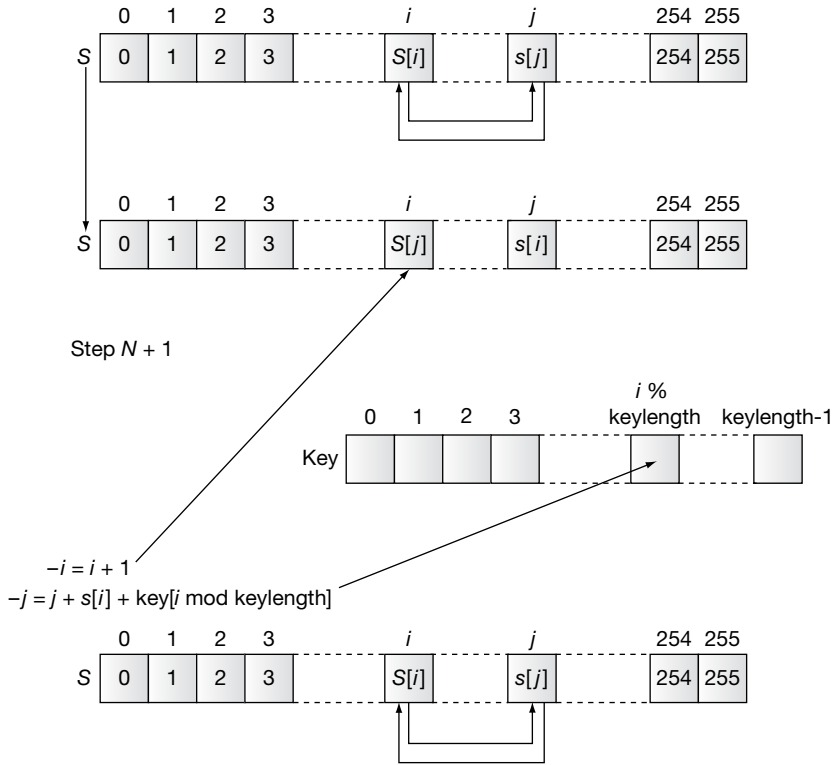 0 1 2 3 i j 254 255
S 0 1 2 3 S[i] s[j] 254 255
0 1 2 3 i j 254 255
S 0 1 2 3 S[j] s[i] 254 255
Step N + 1
i %
0 1 2 3 keylength keylength-1
Key
–i = i + 1
–j = j + s[i] + key[i mod keylength]
0 1 2 3 i j 254 255
S 0 1 2 3 S[i] s[j] 254 255